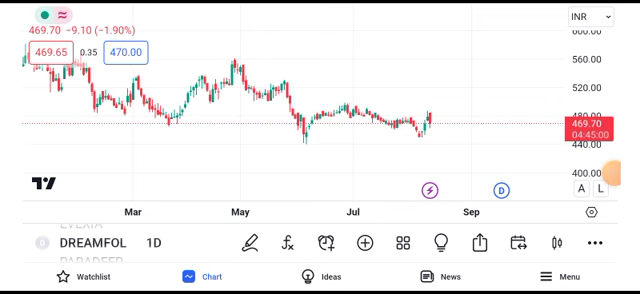 INR
469.70 −9.10 (−1.90%)
469.65 0.35 470.00
600.00
560.00
520.00
480.00
469.70
04:45:00
440.00
400.00
A L
D
Mar May Jul Sep
D DREAMFOL 1D
Watchlist Chart Ideas News Menu